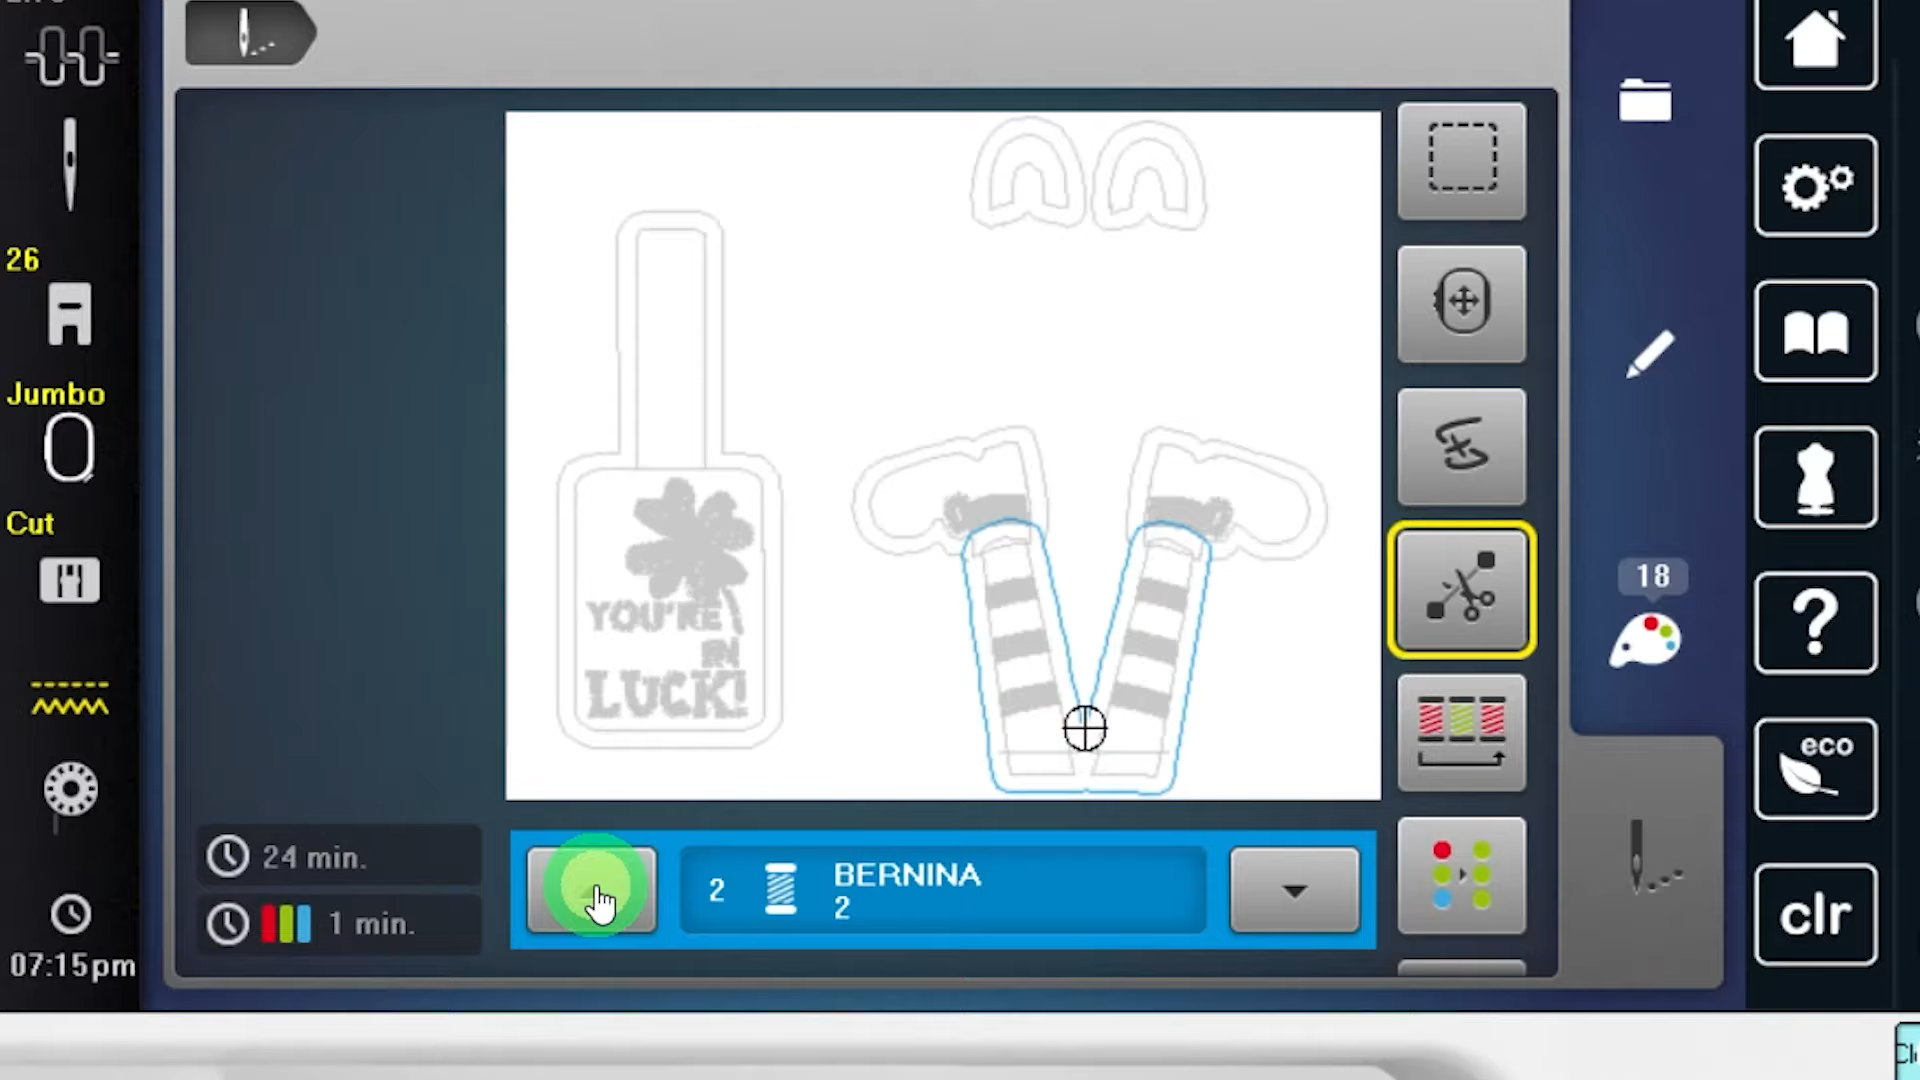 26
Jumbo
Cut
07:15pm
YOU'RE
IN
LUCK!
24 min.
1 min.
2
BERNINA
2
18
?
eco
clr